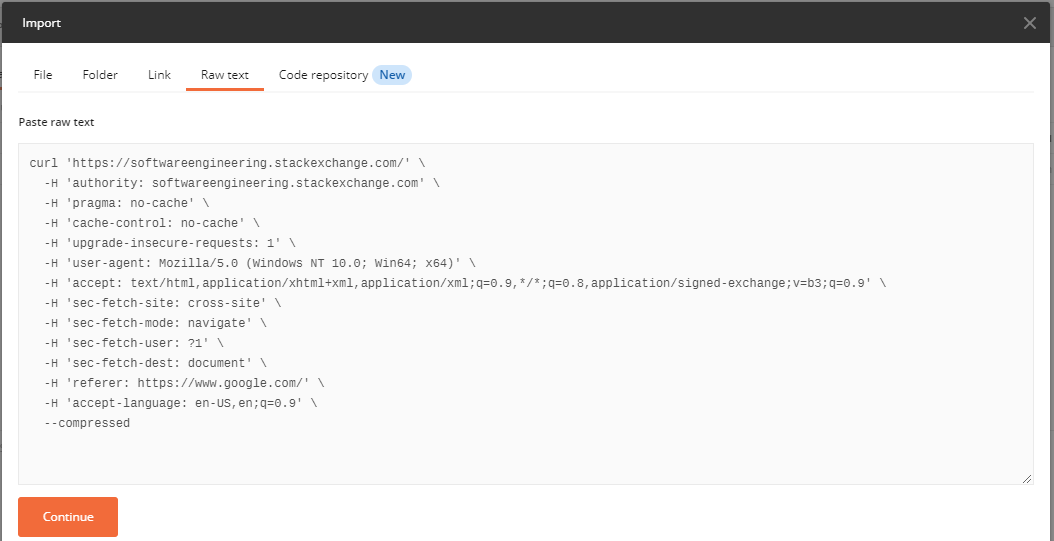 Import
File Folder Link Raw text Code repository New
Paste raw text
curl 'https://softwareengineering.stackexchange.com/' \
-H 'authority: softwareengineering.stackexchange.com' \
-H 'pragma: no-cache' \
-H 'cache-control: no-cache' \
-H 'upgrade-insecure-requests: 1' \
-H 'user-agent: Mozilla/5.0 (Windows NT 10.0; Win64; x64)' \
-H 'accept: text/html,application/xhtml+xml,application/xml;q=0.9,*/*;q=0.8,application/signed-exchange;v=b3;q=0.9' \
-H 'sec-fetch-site: cross-site' \
-H 'sec-fetch-mode: navigate' \
-H 'sec-fetch-user: ?1' \
-H 'sec-fetch-dest: document' \
-H 'referer: https://www.google.com/' \
-H 'accept-language: en-US,en;q=0.9' \
--compressed
Continue